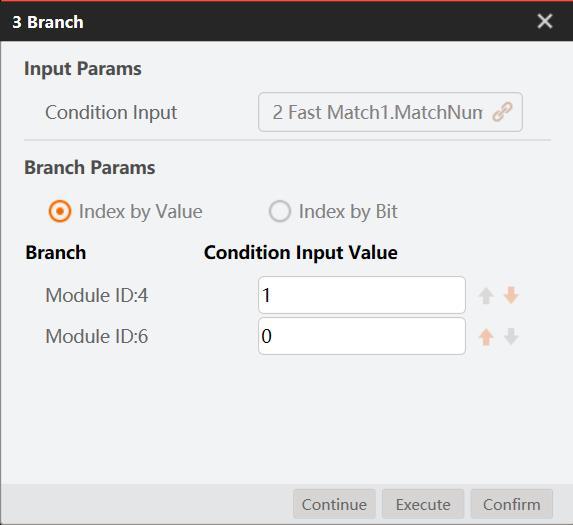 3 Branch
Input Params
Condition Input 2 Fast Match1.MatchNum
Branch Params
Index by Value Index by Bit
Branch Condition Input Value
Module ID:4 1
Module ID:6 0
Continue Execute Confirm